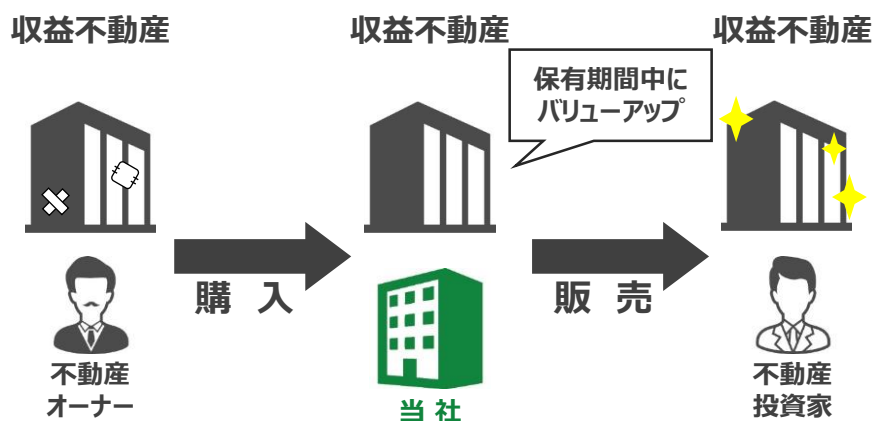 収益不動産
収益不動産
収益不動産
保有期間中に
バリューアップ
購 入
販 売
不動産
オーナー
当 社
不動産
投資家